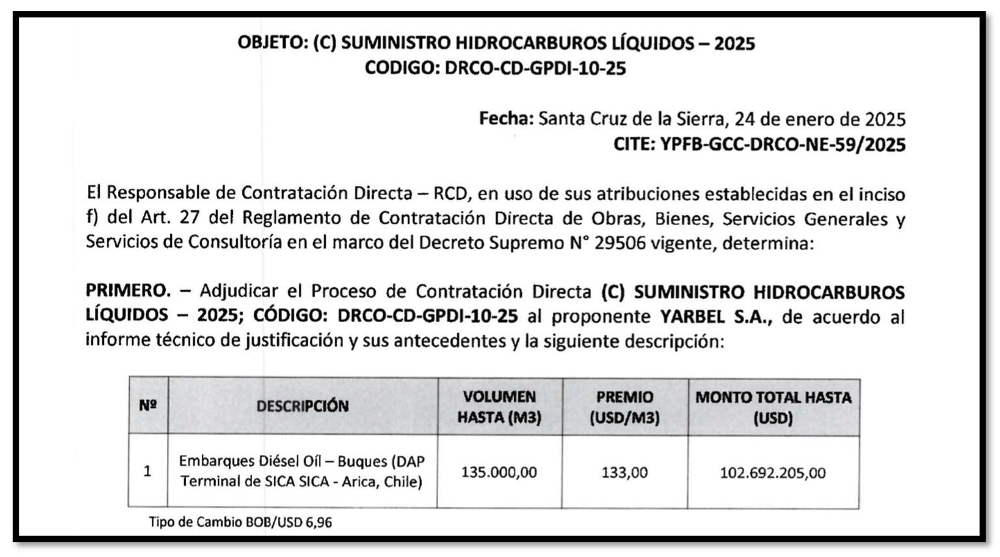 OBJETO: (C) SUMINISTRO HIDROCARBUROS LÍQUIDOS – 2025
CODIGO: DRCO-CD-GPDI-10-25
Fecha: Santa Cruz de la Sierra, 24 de enero de 2025
CITE: YPFB-GCC-DRCO-NE-59/2025
El Responsable de Contratación Directa – RCD, en uso de sus atribuciones establecidas en el inciso
f) del Art. 27 del Reglamento de Contratación Directa de Obras, Bienes, Servicios Generales y
Servicios de Consultoría en el marco del Decreto Supremo N° 29506 vigente, determina:
PRIMERO. – Adjudicar el Proceso de Contratación Directa (C) SUMINISTRO HIDROCARBUROS
LÍQUIDOS – 2025; CÓDIGO: DRCO-CD-GPDI-10-25 al proponente YARBEL S.A., de acuerdo al
informe técnico de justificación y sus antecedentes y la siguiente descripción:
Nº DESCRIPCIÓN VOLUMEN HASTA (M3) PREMIO (USD/M3) MONTO TOTAL HASTA (USD)
1 Embarques Diésel Oíl – Buques (DAP
Terminal de SICA SICA - Arica, Chile) 135.000,00 133,00 102.692.205,00
Tipo de Cambio BOB/USD 6,96